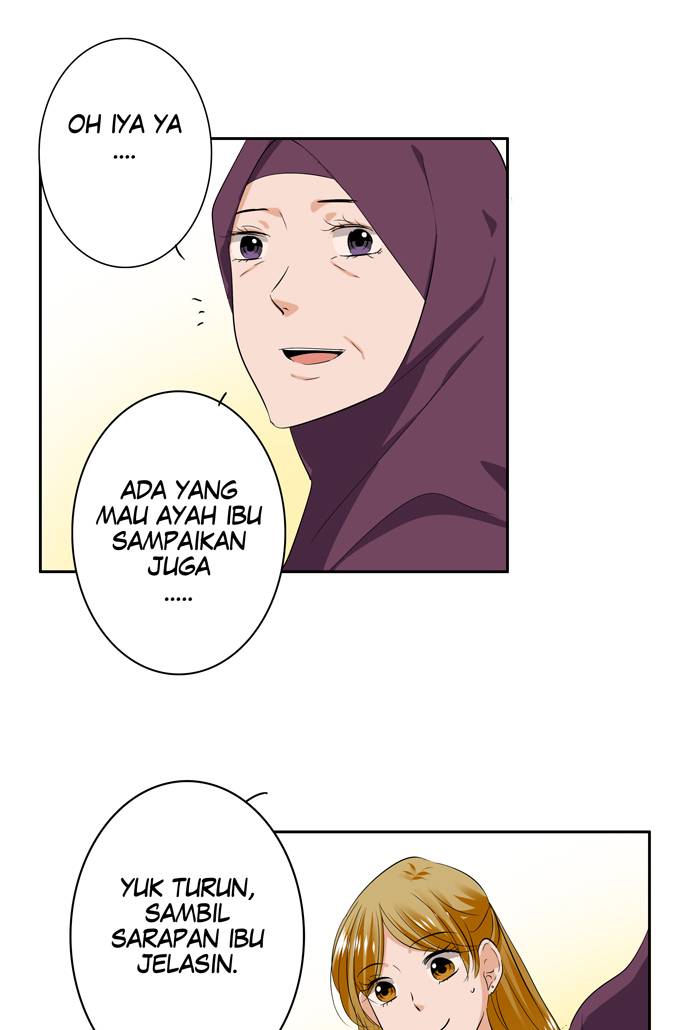 OH IYA YA
....
ADA YANG
MAU AYAH IBU
SAMPAIKAN
JUGA
.....
YUK TURUN,
SAMBIL
SARAPAN IBU
JELASIN.